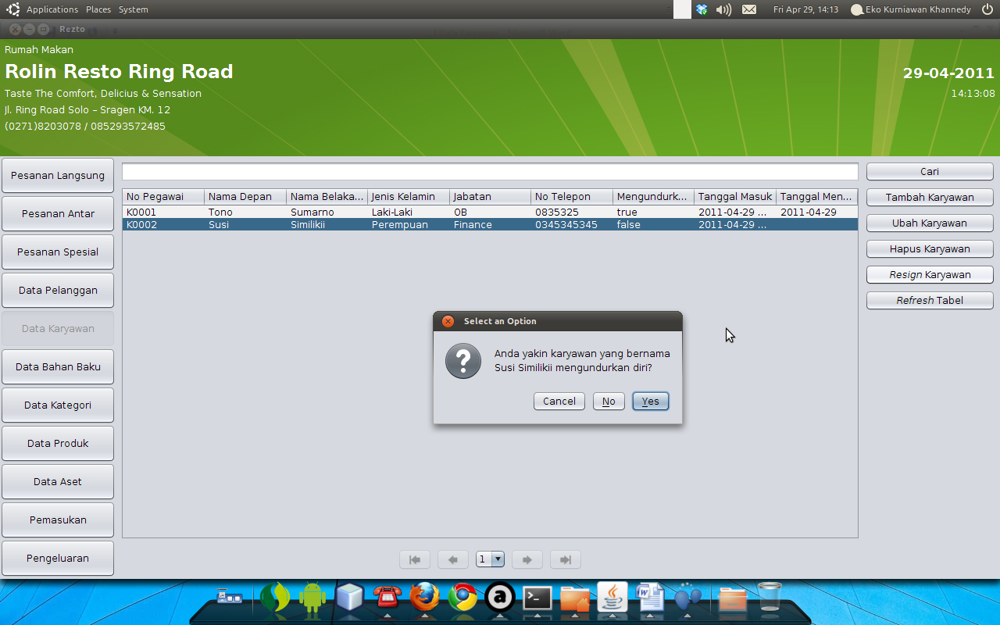 Applications Places System
Fri Apr 29, 14:13 Eko Kurniawan Khannedy
Rezto
Rumah Makan
Rolin Resto Ring Road
Taste The Comfort, Delicius & Sensation
Jl. Ring Road Solo – Sragen KM. 12
(0271)8203078 / 085293572485
29-04-2011
14:13:08
Pesanan Langsung
Pesanan Antar
Pesanan Spesial
Data Pelanggan
Data Karyawan
Data Bahan Baku
Data Kategori
Data Produk
Data Aset
Pemasukan
Pengeluaran
No Pegawai Nama Depan Nama Belaka... Jenis Kelamin Jabatan No Telepon Mengundurk... Tanggal Masuk Tanggal Men...
K0001 Tono Sumarno Laki-Laki OB 0835325 true 2011-04-29 ... 2011-04-29
K0002 Susi Similikii Perempuan Finance 0345345345 false 2011-04-29 ...
Cari
Tambah Karyawan
Ubah Karyawan
Hapus Karyawan
Resign Karyawan
Refresh Tabel
Select an Option
Anda yakin karyawan yang bernama
Susi Similikii mengundurkan diri?
Cancel No Yes
1